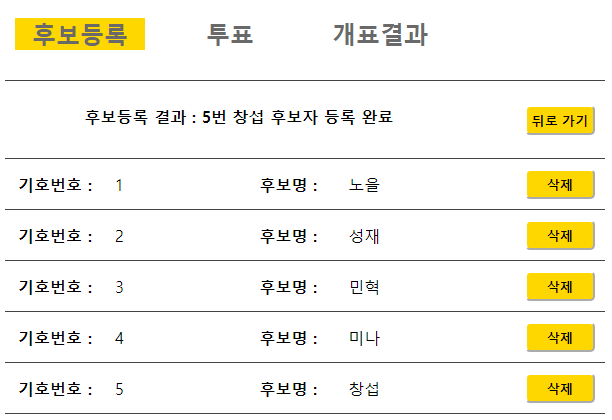 후보등록 투표 개표결과
후보등록 결과 : 5번 창섭 후보자 등록 완료 뒤로 가기
기호번호 : 1 후보명 : 노을 삭제
기호번호 : 2 후보명 : 성재 삭제
기호번호 : 3 후보명 : 민혁 삭제
기호번호 : 4 후보명 : 미나 삭제
기호번호 : 5 후보명 : 창섭 삭제